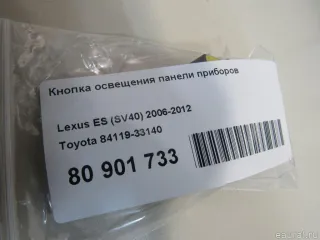 Кнопка освещения панели приборов
Lexus ES (SV40) 2006-2012
Toyota 84119-33140
80 901 733